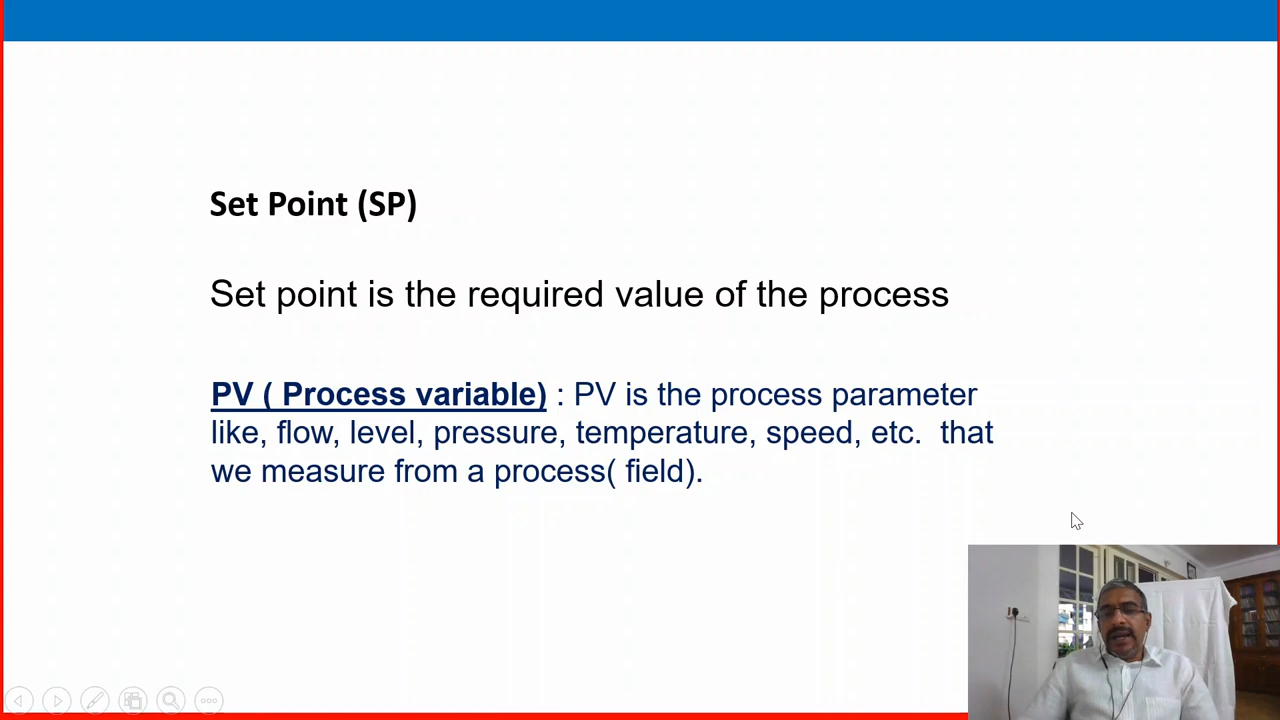 Set Point (SP)
Set point is the required value of the process
PV ( Process variable) : PV is the process parameter
like, flow, level, pressure, temperature, speed, etc.  that
we measure from a process( field).